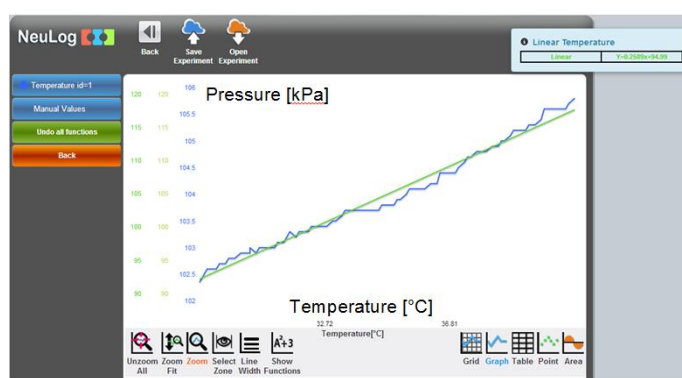 NeuLog
Back
Save Experiment
Open Experiment
Linear Temperature
Linear Y=0.2589x+94.99
Temperature id=1
Manual Values
Undo all functions
Back
Pressure [kPa]
120 120 106
105.5
115 115 105
110 110 104.5
105 105 104
100 100 103.5
103
95 95 102.5
90 90 102
Temperature [°C]
32.72 36.81
Temperature[°C]
Unzoom All
Zoom Fit
Zoom
Select Zone
Line Width
A²+3
Show Functions
Grid
Graph
Table
Point
Area